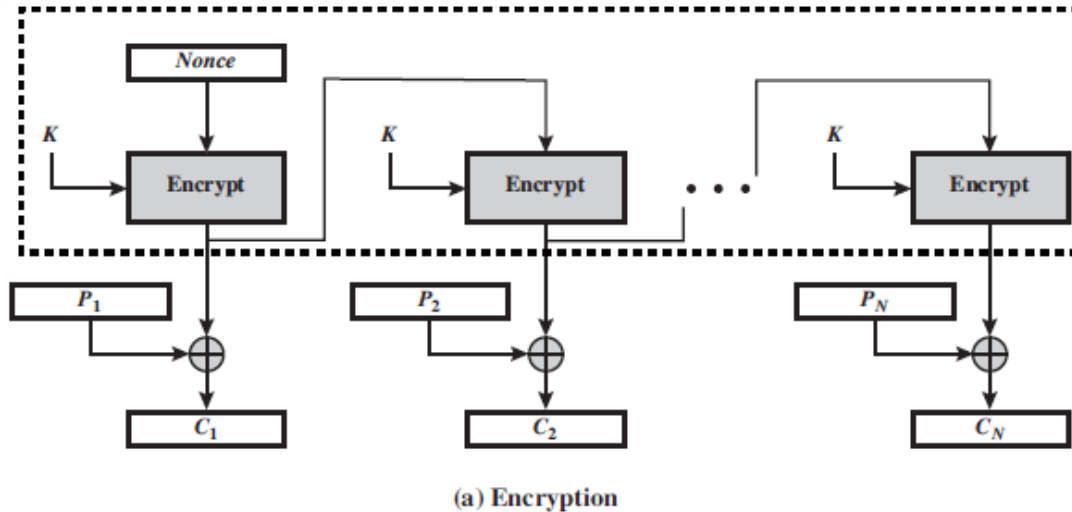 Nonce
K K K
Encrypt Encrypt • • • Encrypt
P1 P2 PN
C1 C2 CN
(a) Encryption